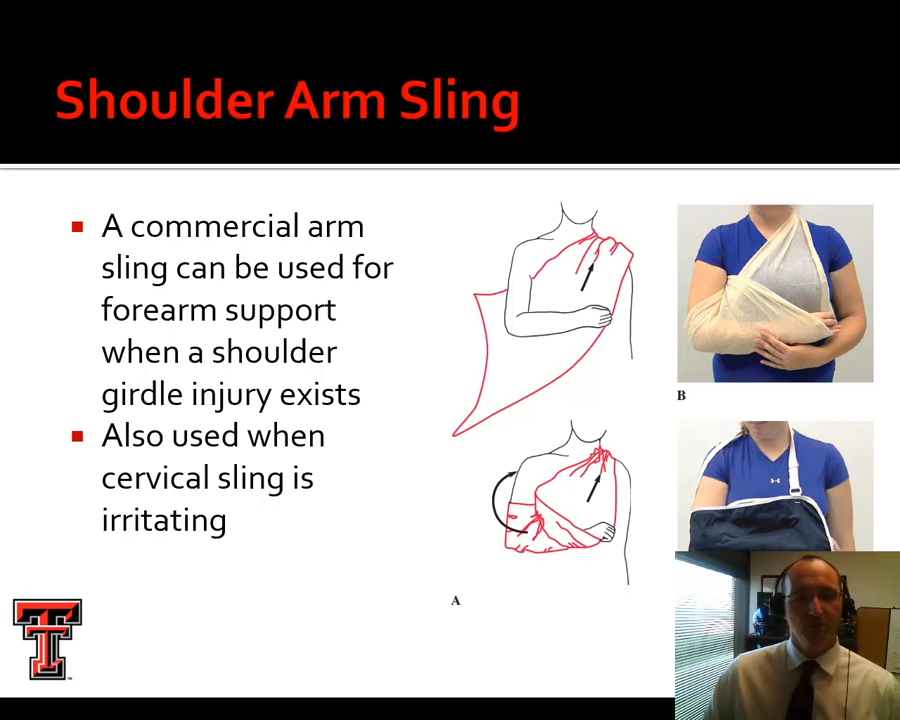 Shoulder Arm Sling
A commercial arm
sling can be used for
forearm support
when a shoulder
girdle injury exists
Also used when
cervical sling is
irritating
A
B